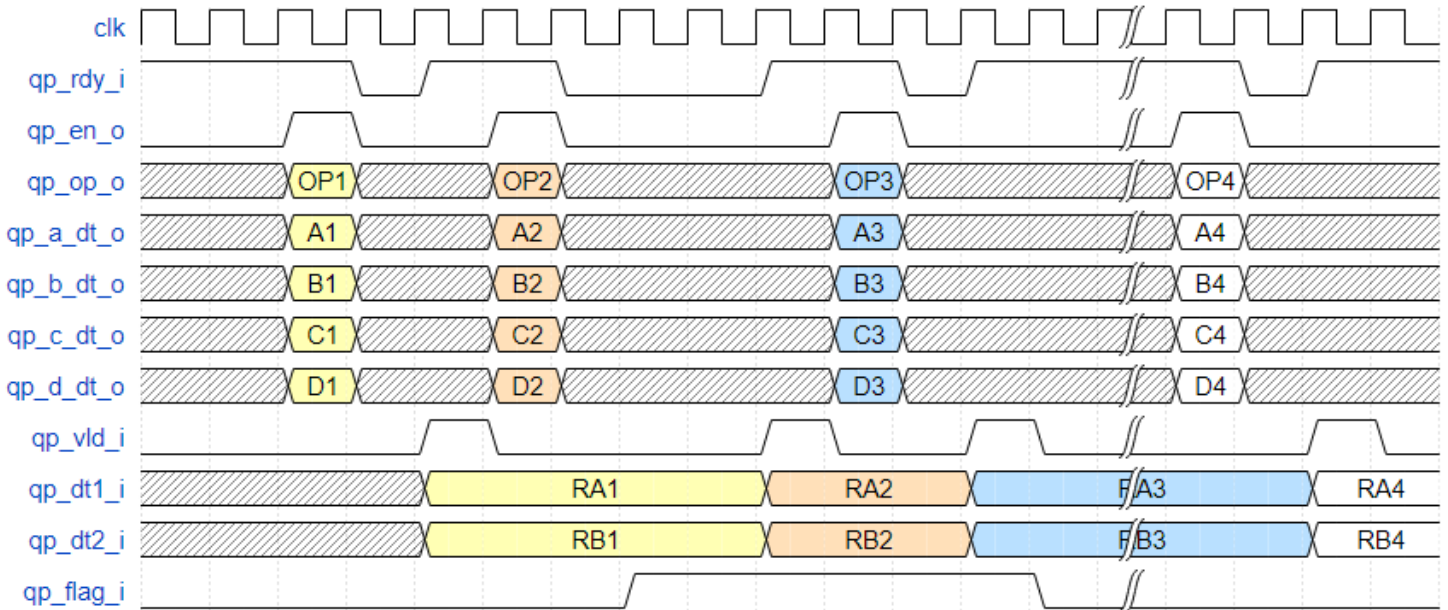 clk
qp_rdy_i
qp_en_o
qp_op_o OP1 OP2 OP3 OP4
qp_a_dt_o A1 A2 A3 A4
qp_b_dt_o B1 B2 B3 B4
qp_c_dt_o C1 C2 C3 C4
qp_d_dt_o D1 D2 D3 D4
qp_vld_i
qp_dt1_i RA1 RA2 RA3 RA4
qp_dt2_i RB1 RB2 RB3 RB4
qp_flag_i